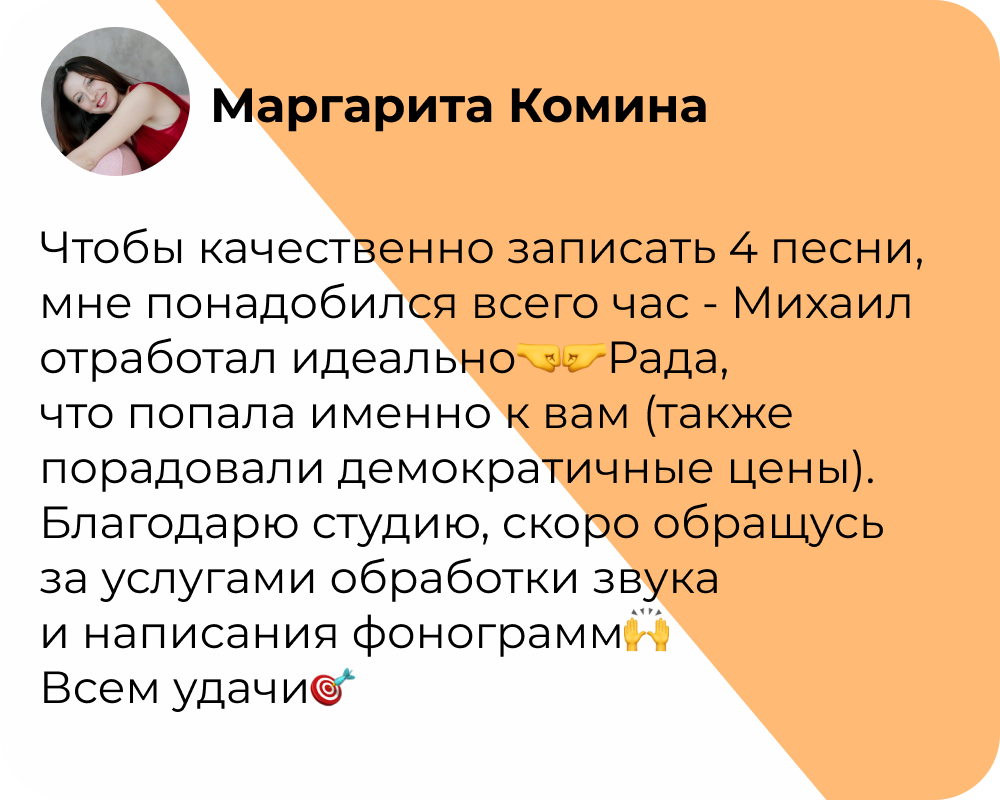 Маргарита Комина
Чтобы качественно записать 4 песни,
мне понадобился всего час - Михаил
отработал идеально🤜🤛Рада,
что попала именно к вам (также
порадовали демократичные цены).
Благодарю студию, скоро обращусь
за услугами обработки звука
и написания фонограмм🙌
Всем удачи🎯